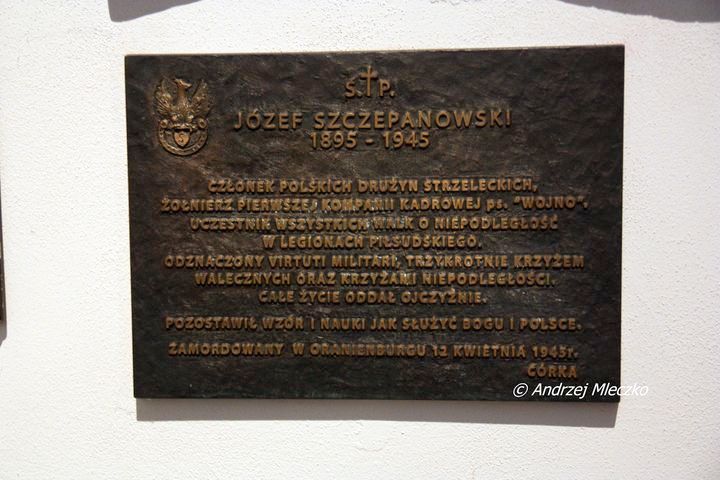 Ś.†P.
JÓZEF SZCZEPANOWSKI
1895 - 1945
CZŁONEK POLSKICH DRUŻYN STRZELECKICH,
ŻOŁNIERZ PIERWSZEJ KOMPANII KADROWEJ ps. "WOJNO",
UCZESTNIK WSZYSTKICH WALK O NIEPODLEGŁOŚĆ
W LEGIONACH PIŁSUDSKIEGO.
ODZNACZONY VIRTUTI MILITARI, TRZYKROTNIE KRZYŻEM
WALECZNYCH ORAZ KRZYŻAMI NIEPODLEGŁOŚCI.
CAŁE ŻYCIE ODDAŁ OJCZYŹNIE.
POZOSTAWIŁ WZÓR I NAUKI JAK SŁUŻYĆ BOGU I POLSCE.
ZAMORDOWANY W ORANIENBURGU 12 KWIETNIA 1945r.
CÓRKA
© Andrzej Mleczko